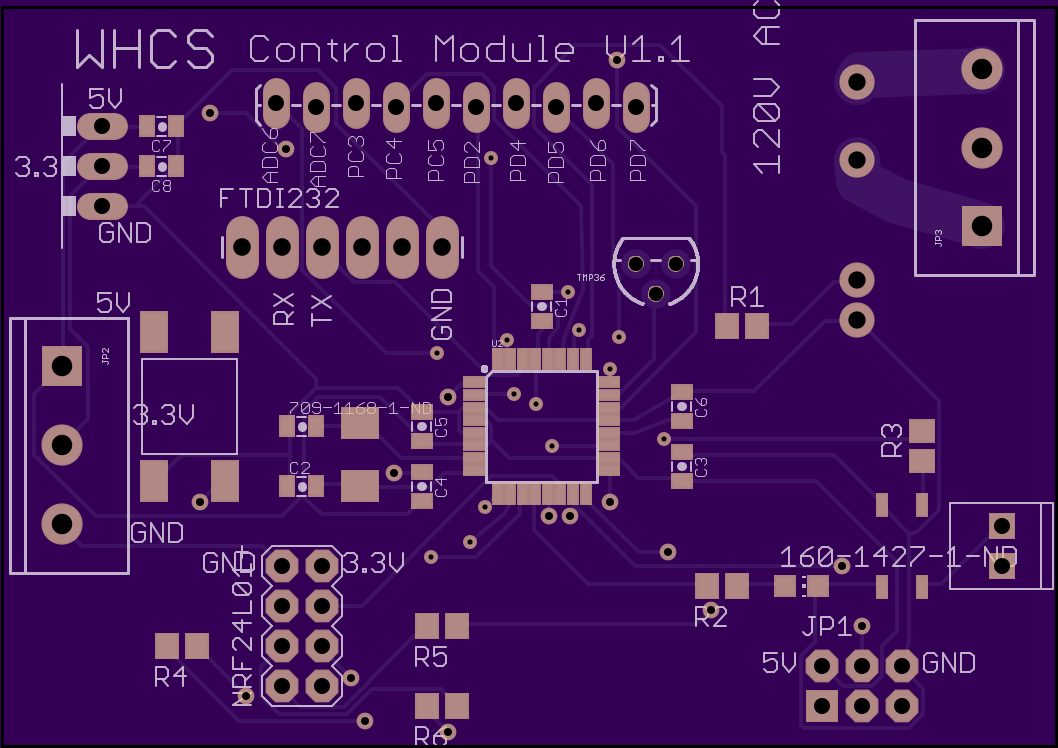 WHCS Control Module V1.1
120V AC
5V
C7
3.3
C8
GND
ADC6
ADC7
PC3
PC4
PC5
PD2
PD4
PD5
PD6
PD7
FTDI232
RX
TX
GND
JP3
TMP36
C1
R1
5V
JP2
U2
3.3V
709-1168-1-ND
C5
C6
C2
C4
C3
R3
GND
GND
3.3V
NRF24L01+
160-1427-1-ND
R2
JP1
R5
R4
5V
GND
R6